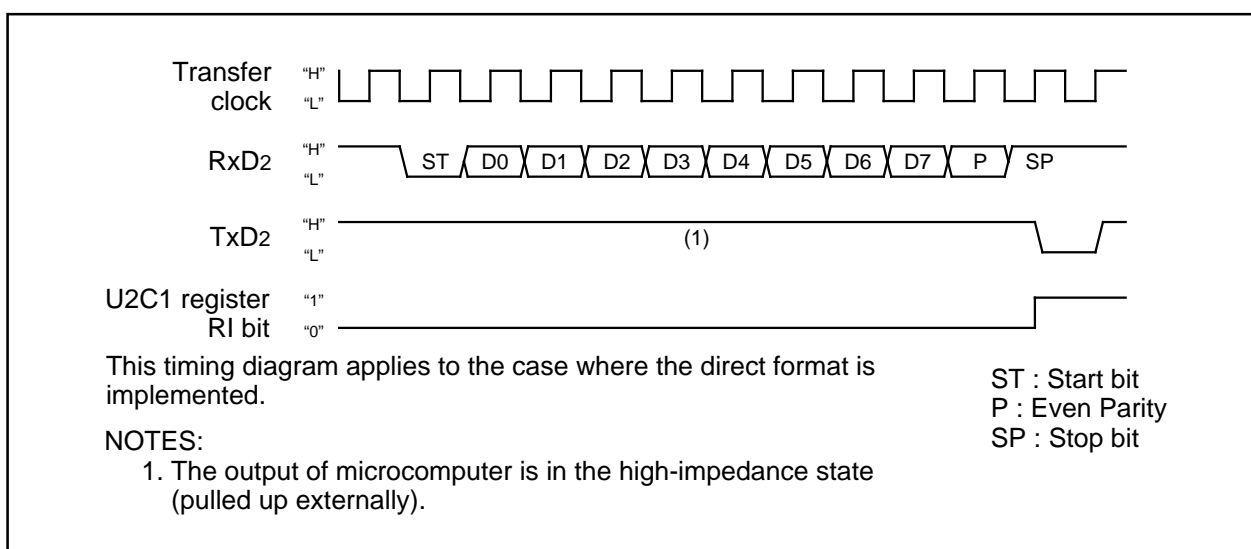 Transfer clock “H” “L”
RxD2 “H” “L” ST D0 D1 D2 D3 D4 D5 D6 D7 P SP
TxD2 “H” “L” (1)
U2C1 register RI bit “1” “0”
This timing diagram applies to the case where the direct format is
implemented.
NOTES:
1. The output of microcomputer is in the high-impedance state
(pulled up externally).
ST : Start bit
P : Even Parity
SP : Stop bit